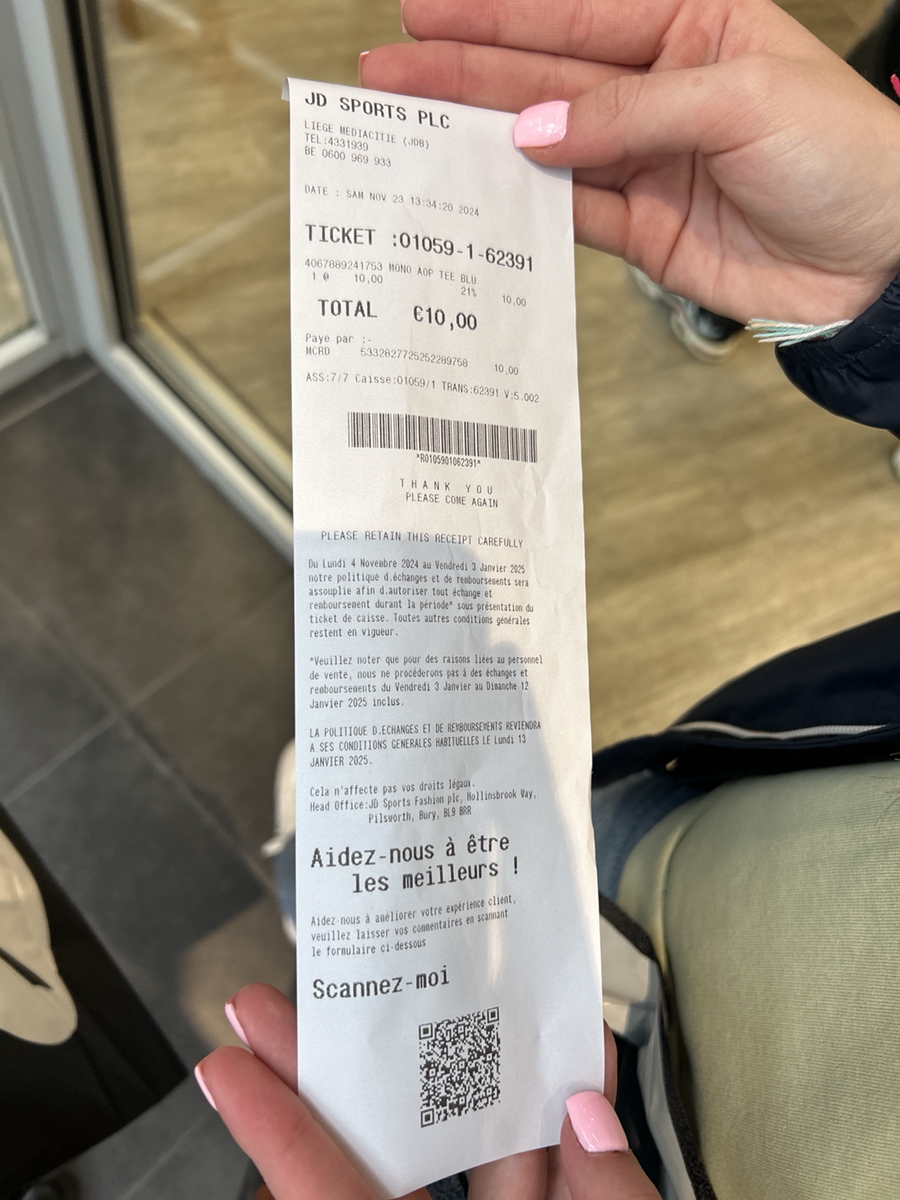 JD SPORTS PLC
LIEGE MEDIACITIE (JDB)
TEL:4331939
BE 0600 969 933
DATE : SAM NOV 23 13:34:20 2024
TICKET :01059-1-62391
4067889241753 MONO AOP TEE BLU
1 @ 10,00 21% 10,00
TOTAL €10,00
Paye par :-
MCRD 5332827725252289758 10,00
ASS:7/7 Caisse:01059/1 TRANS:62391 V:5.002
*R0105901062391*
THANK YOU
PLEASE COME AGAIN
PLEASE RETAIN THIS RECEIPT CAREFULLY
Du Lundi 4 Novembre 2024 au Vendredi 3 Janvier 2025
notre politique d.échanges et de remboursements sera
assouplie afin d.autoriser tout échange et
remboursement durant la période* sous présentation du
ticket de caisse. Toutes autres conditions générales
restent en vigueur.
*Veuillez noter que pour des raisons liées au personnel
de vente, nous ne procéderons pas à des échanges et
remboursements du Vendredi 3 Janvier au Dimanche 12
Janvier 2025 inclus.
LA POLITIQUE D.ECHANGES ET DE REMBOURSEMENTS REVIENDRA
A SES CONDITIONS GENERALES HABITUELLES LE Lundi 13
JANVIER 2025.
Cela n'affecte pas vos droits légaux.
Head Office:JD Sports Fashion plc, Hollinsbrook Way,
Pilsworth, Bury, BL9 8RR
Aidez-nous à être
les meilleurs !
Aidez-nous à améliorer votre expérience client,
veuillez laisser vos commentaires en scannant
le formulaire ci-dessous
Scannez-moi